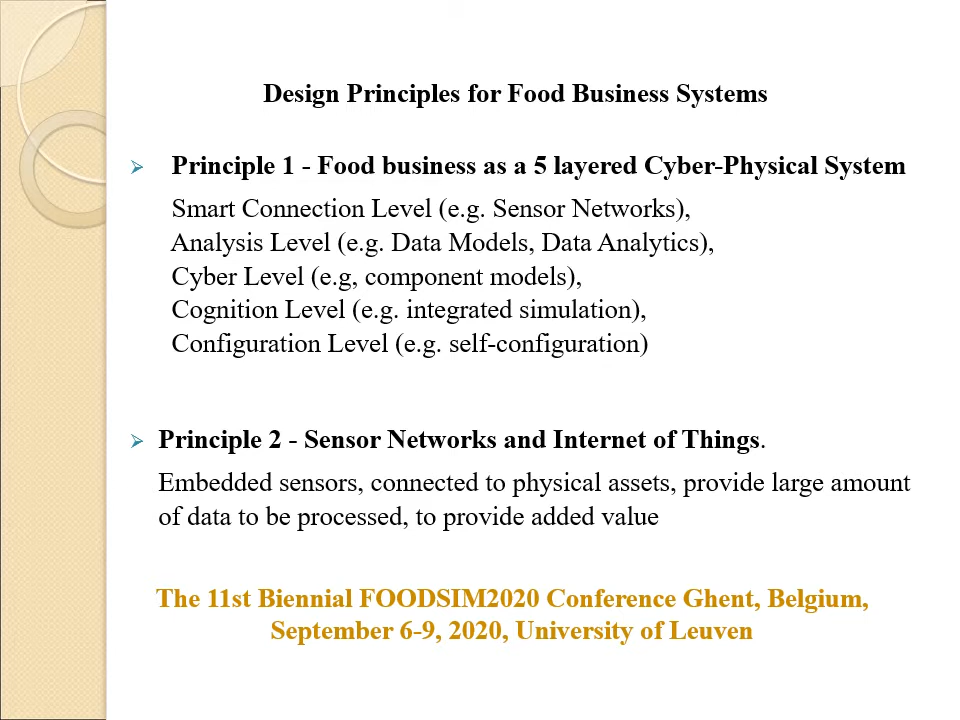 Design Principles for Food Business Systems
Principle 1 - Food business as a 5 layered Cyber-Physical System
Smart Connection Level (e.g. Sensor Networks),
Analysis Level (e.g. Data Models, Data Analytics),
Cyber Level (e.g, component models),
Cognition Level (e.g. integrated simulation),
Configuration Level (e.g. self-configuration)
Principle 2 - Sensor Networks and Internet of Things.
Embedded sensors, connected to physical assets, provide large amount
of data to be processed, to provide added value
The 11st Biennial FOODSIM2020 Conference Ghent, Belgium,
September 6-9, 2020, University of Leuven